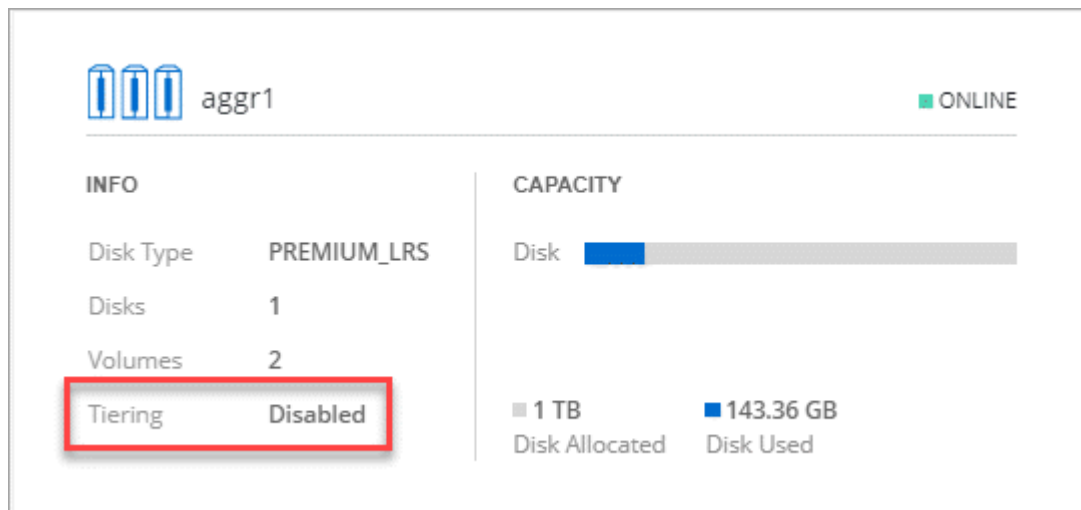 aggr1
ONLINE
INFO
Disk Type PREMIUM_LRS
Disks 1
Volumes 2
Tiering Disabled
CAPACITY
Disk
1 TB 143.36 GB
Disk Allocated Disk Used